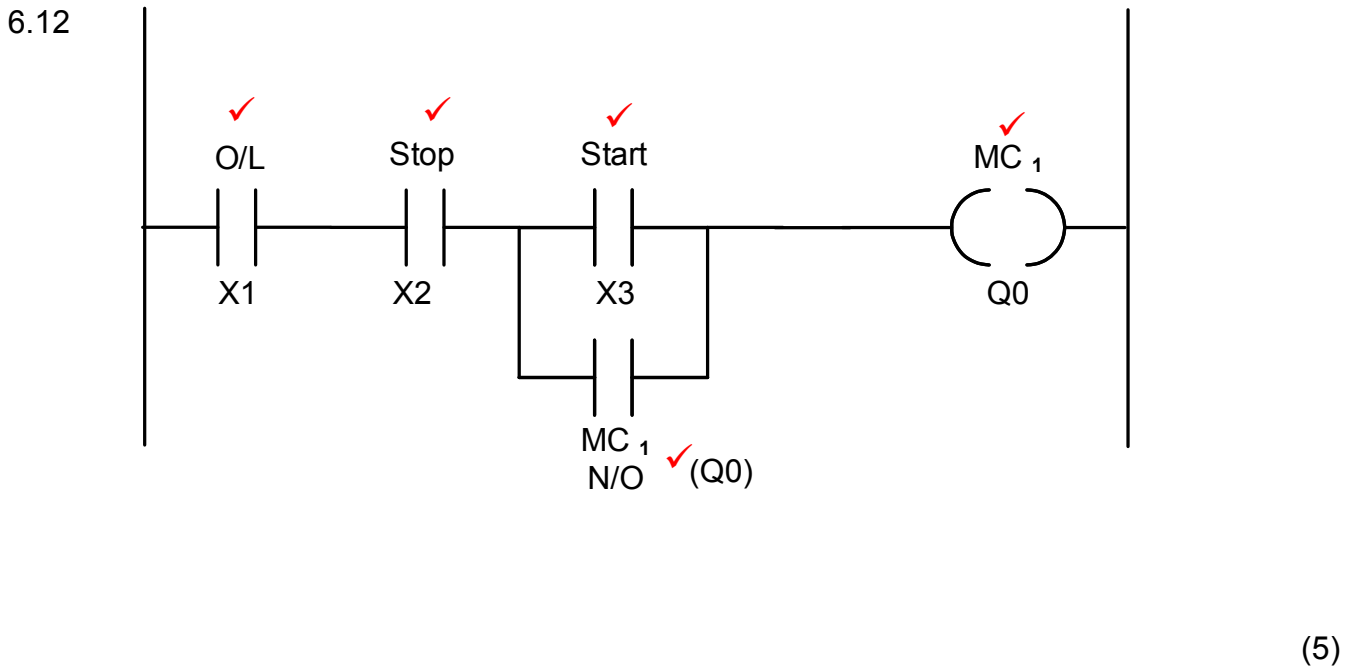 6.12
O/L Stop Start MC 1
X1 X2 X3 Q0
MC 1
N/O (Q0)
(5)